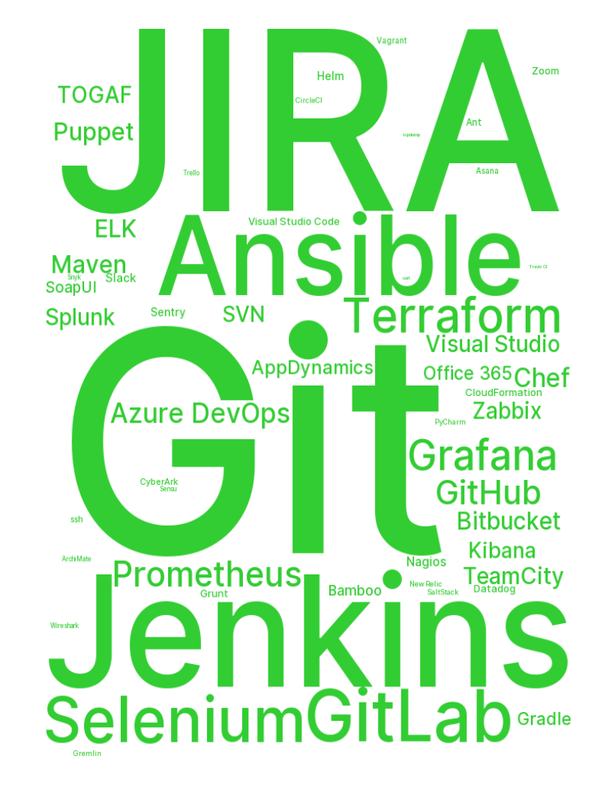 JIRA
Vagrant
Zoom
Helm
TOGAF
CircleCI
Ant
Puppet
Asana
Trello
ELK
Visual Studio Code
Ansible
Maven
Travis CI
Snyk
Slack
SoapUI
Sentry
SVN
Splunk
Terraform
Visual Studio
Git
AppDynamics
Office 365
Chef
CloudFormation
Azure DevOps
Zabbix
PyCharm
Grafana
CyberArk
Sensu
GitHub
ssh
Bitbucket
Kibana
ArchiMate
Nagios
Prometheus
TeamCity
New Relic
Datadog
Bamboo
SaltStack
Grunt
Jenkins
Wireshark
Selenium
GitLab
Gradle
Gremlin